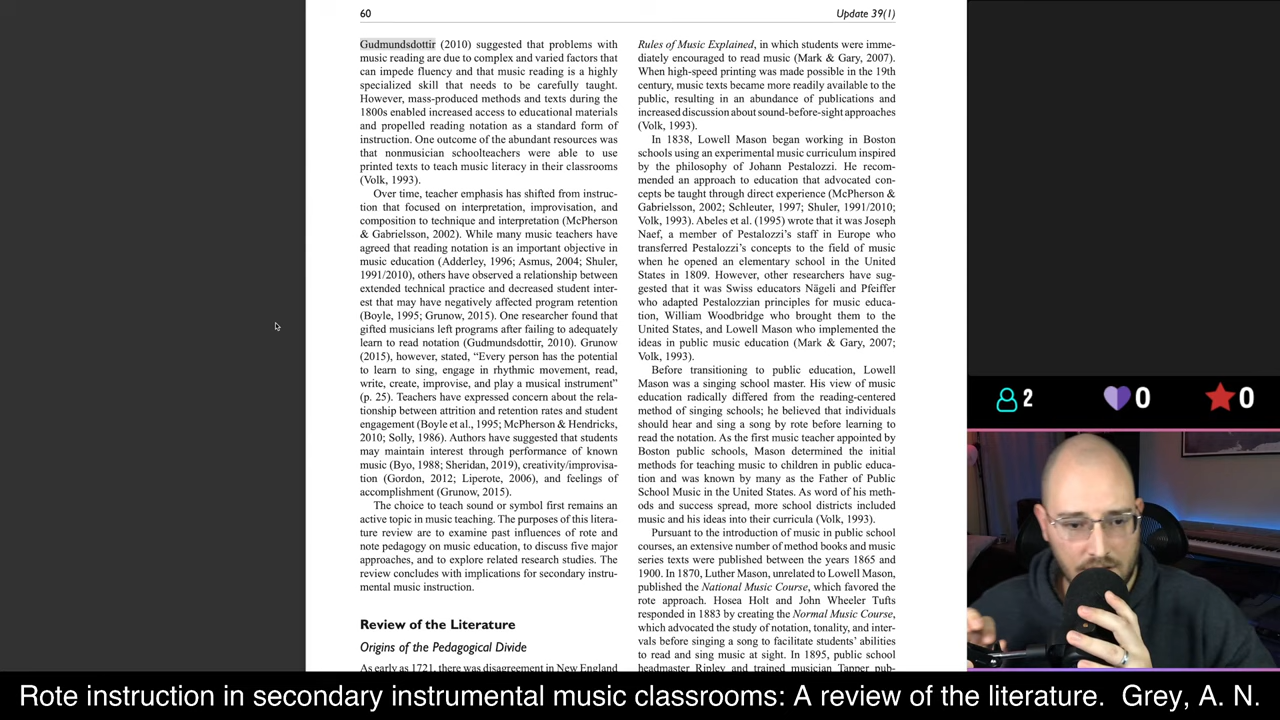 60
Update 39(1)
Gudmundsdottir (2010) suggested that problems with
music reading are due to complex and varied factors that
can impede fluency and that music reading is a highly
specialized skill that needs to be carefully taught.
However, mass-produced methods and texts during the
1800s enabled increased access to educational materials
and propelled reading notation as a standard form of
instruction. One outcome of the abundant resources was
that nonmusician schoolteachers were able to use
printed texts to teach music literacy in their classrooms
(Volk, 1993).
Over time, teacher emphasis has shifted from instruc-
tion that focused on interpretation, improvisation, and
composition to technique and interpretation (McPherson
& Gabrielsson, 2002). While many music teachers have
agreed that reading notation is an important objective in
music education (Adderley, 1996; Asmus, 2004; Shuler,
1991/2010), others have observed a relationship between
extended technical practice and decreased student inter-
est that may have negatively affected program retention
(Boyle, 1995; Grunow, 2015). One researcher found that
gifted musicians left programs after failing to adequately
learn to read notation (Gudmundsdottir, 2010). Grunow
(2015), however, stated, “Every person has the potential
to learn to sing, engage in rhythmic movement, read,
write, create, improvise, and play a musical instrument”
(p. 25). Teachers have expressed concern about the rela-
tionship between attrition and retention rates and student
engagement (Boyle et al., 1995; McPherson & Hendricks,
2010; Solly, 1986). Authors have suggested that students
may maintain interest through performance of known
music (Byo, 1988; Sheridan, 2019), creativity/improvisa-
tion (Gordon, 2012; Liperote, 2006), and feelings of
accomplishment (Grunow, 2015).
The choice to teach sound or symbol first remains an
active topic in music teaching. The purposes of this litera-
ture review are to examine past influences of rote and
note pedagogy on music education, to discuss five major
approaches, and to explore related research studies. The
review concludes with implications for secondary instru-
mental music instruction.
Review of the Literature
Origins of the Pedagogical Divide
As early as 1721, there was disagreement in New England
Rules of Music Explained, in which students were imme-
diately encouraged to read music (Mark & Gary, 2007).
When high-speed printing was made possible in the 19th
century, music texts became more readily available to the
public, resulting in an abundance of publications and
increased discussion about sound-before-sight approaches
(Volk, 1993).
In 1838, Lowell Mason began working in Boston
schools using an experimental music curriculum inspired
by the philosophy of Johann Pestalozzi. He recom-
mended an approach to education that advocated con-
cepts be taught through direct experience (McPherson &
Gabrielsson, 2002; Schleuter, 1997; Shuler, 1991/2010;
Volk, 1993). Abeles et al. (1995) wrote that it was Joseph
Naef, a member of Pestalozzi’s staff in Europe who
transferred Pestalozzi’s concepts to the field of music
when he opened an elementary school in the United
States in 1809. However, other researchers have sug-
gested that it was Swiss educators Nägeli and Pfeiffer
who adapted Pestalozzian principles for music educa-
tion, William Woodbridge who brought them to the
United States, and Lowell Mason who implemented the
ideas in public music education (Mark & Gary, 2007;
Volk, 1993).
Before transitioning to public education, Lowell
Mason was a singing school master. His view of music
education radically differed from the reading-centered
method of singing schools; he believed that individuals
should hear and sing a song by rote before learning to
read the notation. As the first music teacher appointed by
Boston public schools, Mason determined the initial
methods for teaching music to children in public educa-
tion and was known by many as the Father of Public
School Music in the United States. As word of his meth-
ods and success spread, more school districts included
music and his ideas into their curricula (Volk, 1993).
Pursuant to the introduction of music in public school
courses, an extensive number of method books and music
series texts were published between the years 1865 and
1900. In 1870, Luther Mason, unrelated to Lowell Mason,
published the National Music Course, which favored the
rote approach. Hosea Holt and John Wheeler Tufts
responded in 1883 by creating the Normal Music Course,
which advocated the study of notation, tonality, and inter-
vals before singing a song to facilitate students’ abilities
to read and sing music at sight. In 1895, public school
headmaster Ripley and trained musician Tapper pub-
2
0
0
Rote instruction in secondary instrumental music classrooms: A review of the literature. Grey, A. N.